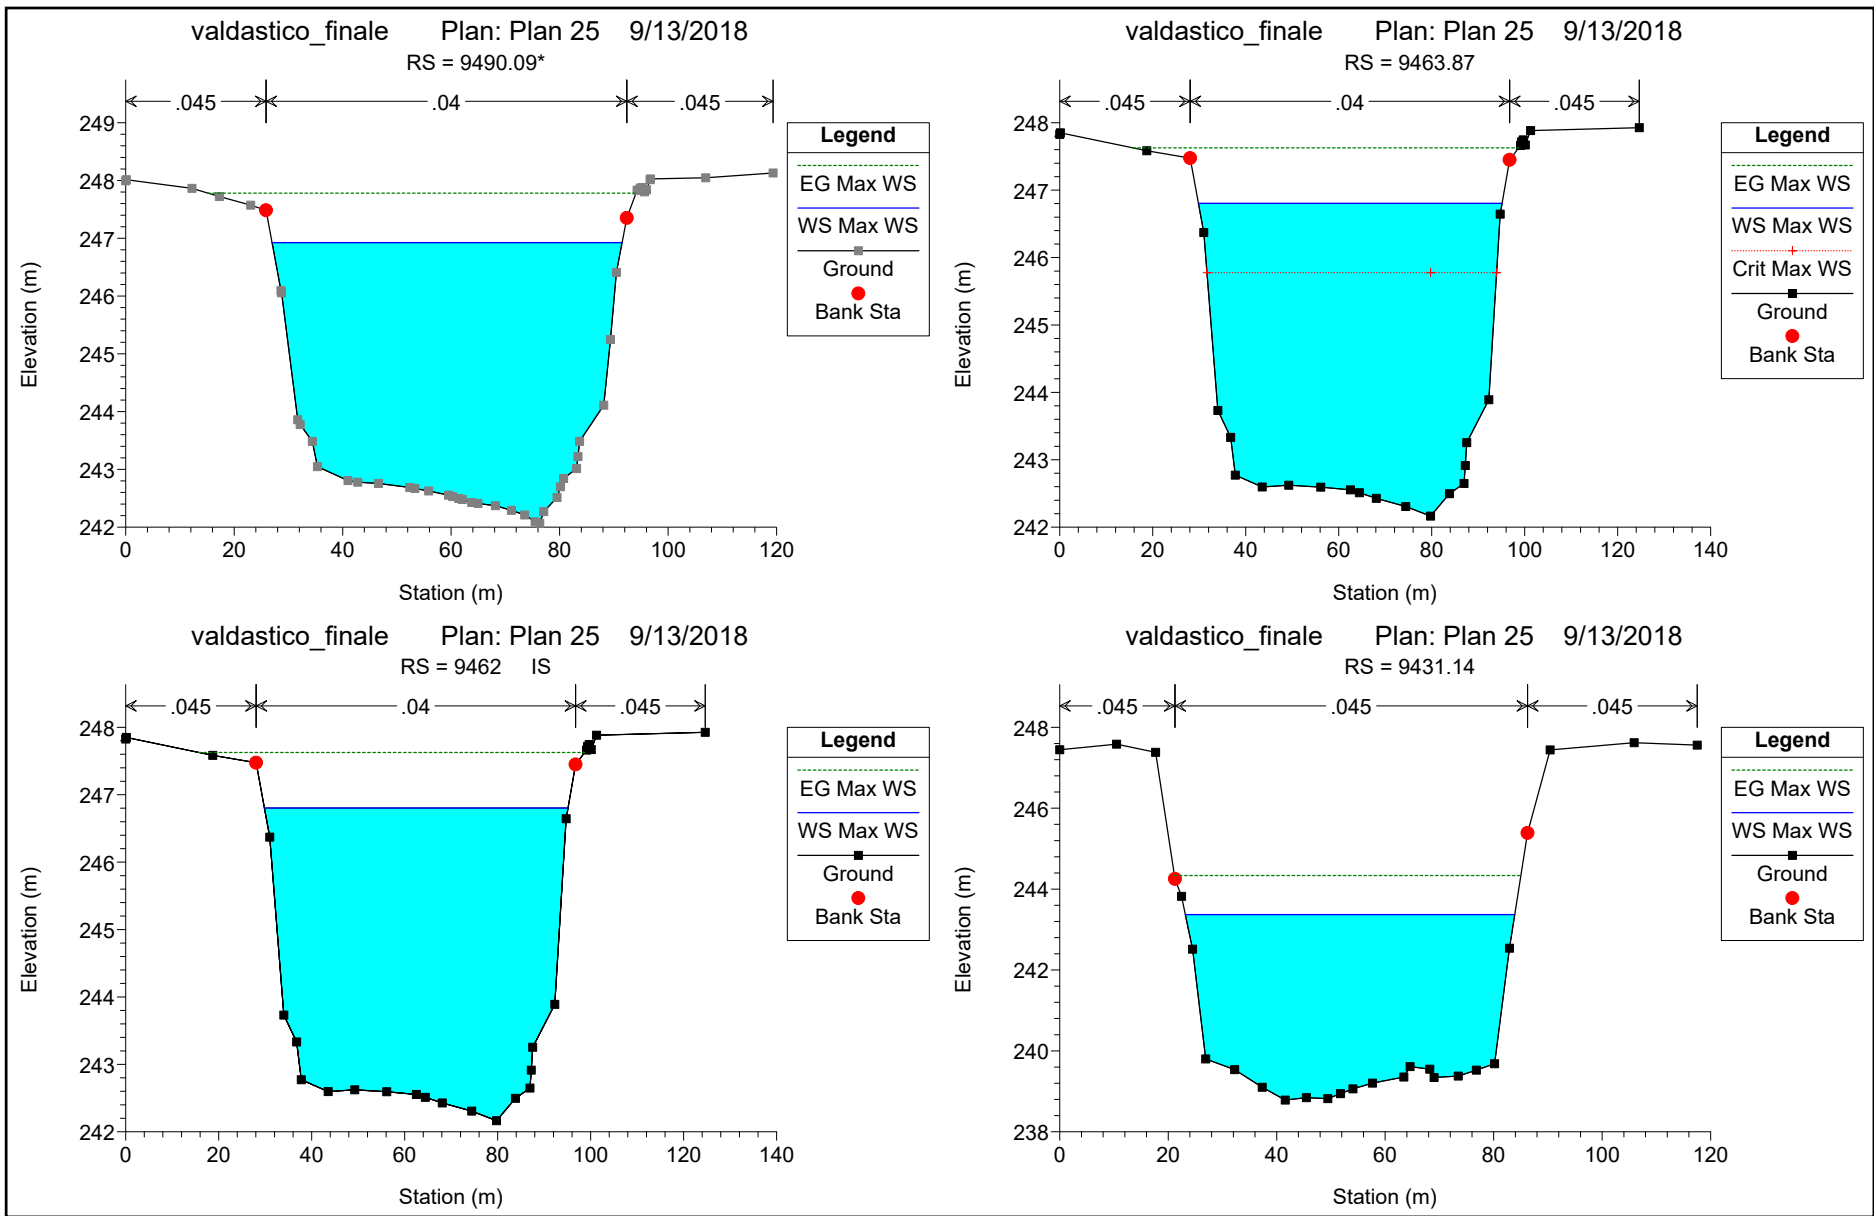 valdastico_finale Plan: Plan 25 9/13/2018
RS = 9490.09*
.045 .04 .045
249
248
247
246
245
244
243
242
0 20 40 60 80 100 120
Elevation (m)
Station (m)
Legend
EG Max WS
WS Max WS
Ground
Bank Sta
valdastico_finale Plan: Plan 25 9/13/2018
RS = 9463.87
.045 .04 .045
248
247
246
245
244
243
242
0 20 40 60 80 100 120 140
Elevation (m)
Station (m)
Legend
EG Max WS
WS Max WS
Crit Max WS
Ground
Bank Sta
valdastico_finale Plan: Plan 25 9/13/2018
RS = 9462 IS
.045 .04 .045
248
247
246
245
244
243
242
0 20 40 60 80 100 120 140
Elevation (m)
Station (m)
Legend
EG Max WS
WS Max WS
Ground
Bank Sta
valdastico_finale Plan: Plan 25 9/13/2018
RS = 9431.14
.045 .045 .045
248
246
244
242
240
238
0 20 40 60 80 100 120
Elevation (m)
Station (m)
Legend
EG Max WS
WS Max WS
Ground
Bank Sta